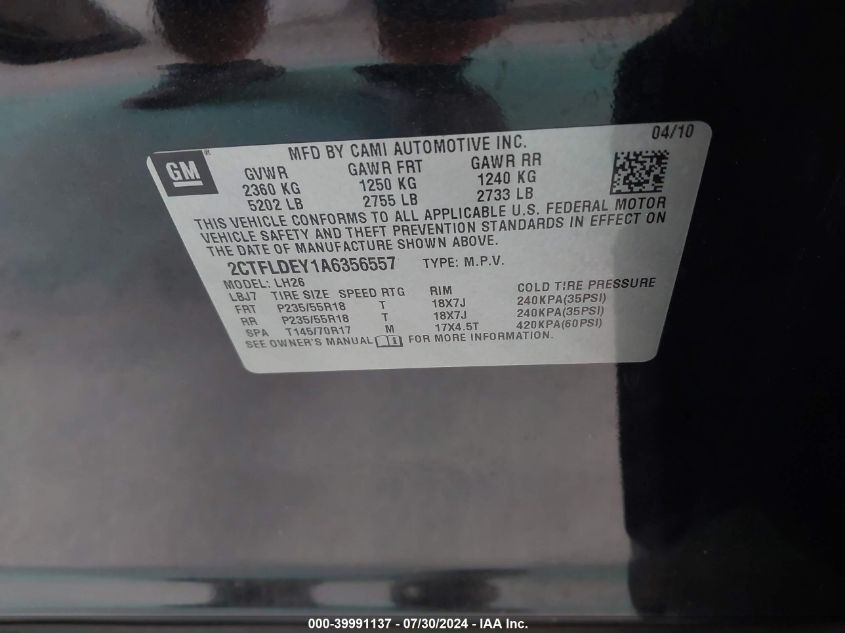 04/10
GM
MFD BY CAMI AUTOMOTIVE INC.
GVWR GAWR FRT GAWR RR
2360 KG 1250 KG 1240 KG
5202 LB 2755 LB 2733 LB
THIS VEHICLE CONFORMS TO ALL APPLICABLE U.S. FEDERAL MOTOR
VEHICLE SAFETY AND THEFT PREVENTION STANDARDS IN EFFECT ON
THE DATE OF MANUFACTURE SHOWN ABOVE.
2CTFLDEY1A6356557 TYPE: M.P.V.
MODEL: LH26
LBJ7 TIRE SIZE SPEED RTG RIM COLD TIRE PRESSURE
FRT P235/55R18 T 18X7J 240KPA(35PSI)
RR P235/55R18 T 18X7J 240KPA(35PSI)
SPA T145/70R17 M 17X4.5T 420KPA(60PSI)
SEE OWNER'S MANUAL FOR MORE INFORMATION.
000-39991137 - 07/30/2024 - IAA Inc.